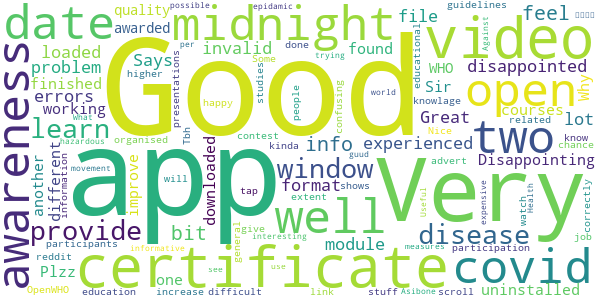 possible epidemic guidelines
date midnight video feel
quality awarded file
loaded invalid found Against
Good
problem Says Some WHO disappointed Why
finished higher studies Sir
errors presentations per done trying educational open
working happy people confusing knowlage courses
awareness learn Tbh Great related lot
What contest info experienced two know
another hazardous organised window Nice chance
app very
different information improve downloaded kinda Disappointing
movement will format advert
tap extent shows Useful expensive watch Health correctly
provide bit well module
participants general give disease measures participation job
reddit interesting
Plzz one certificate covid
informative see use
OpenWHO education increase difficult link stuff Asibone scroll uninstalled
guud world